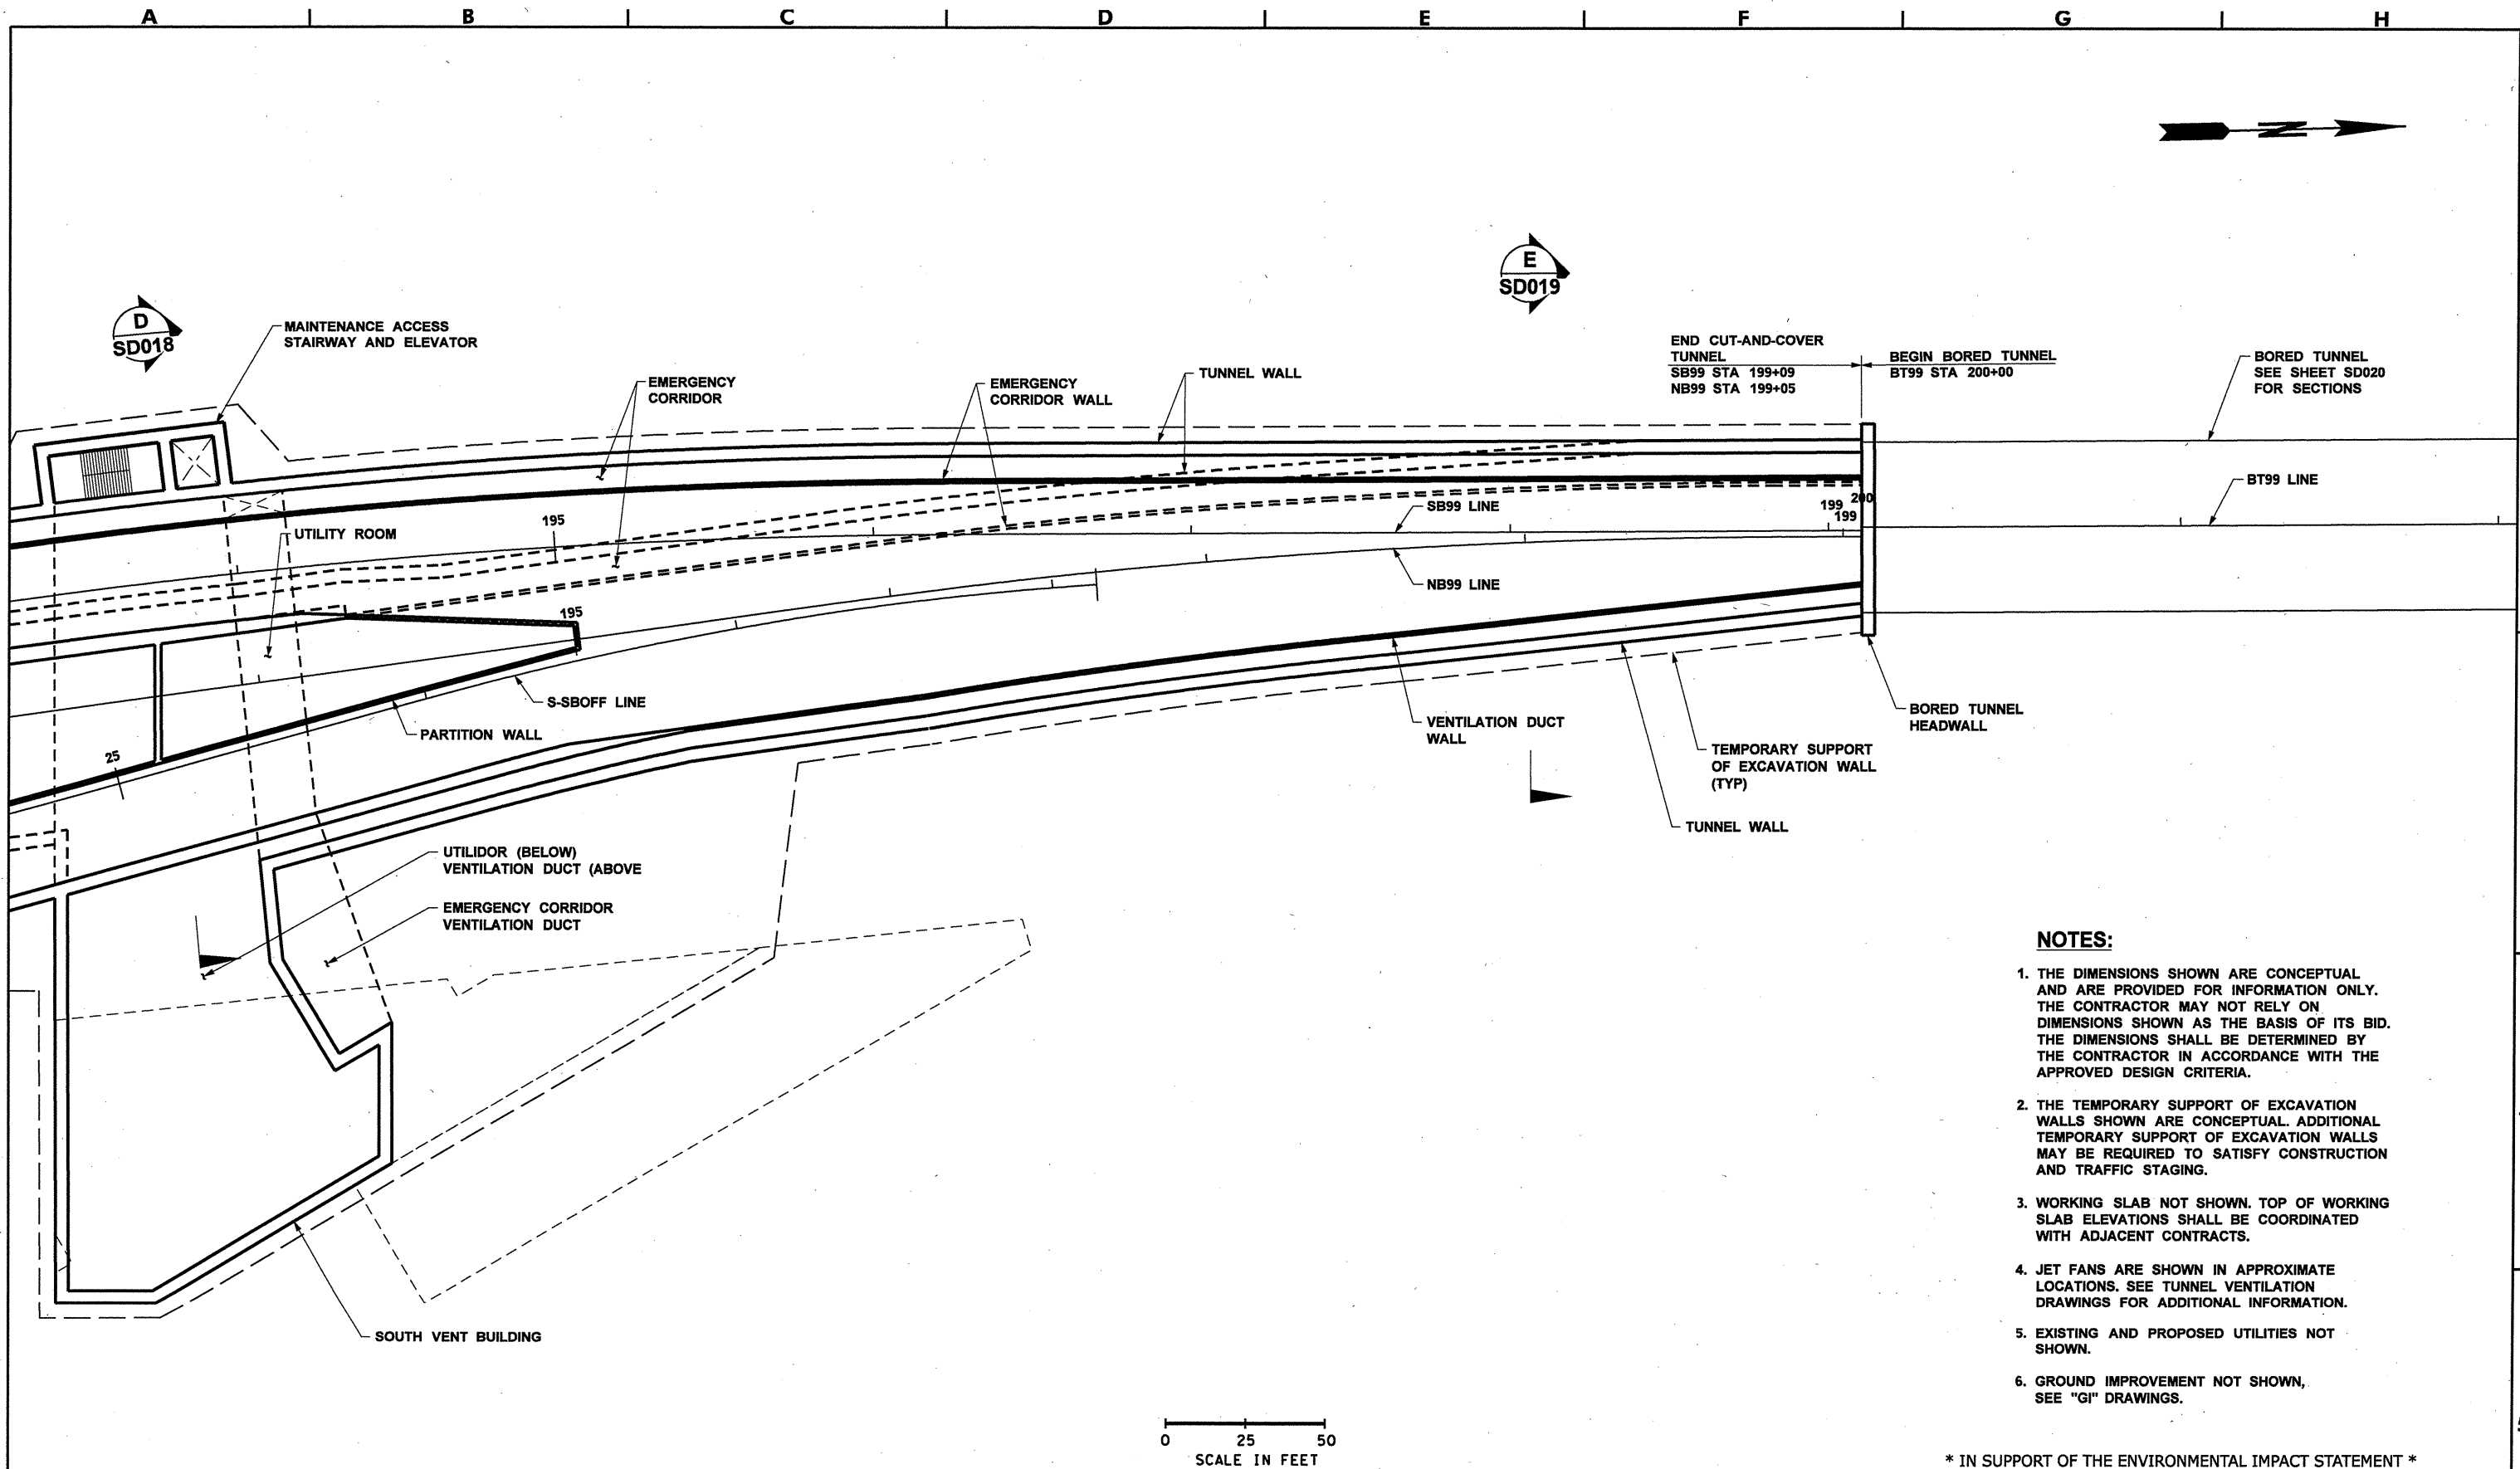 A B C D E F G H
D
SD018
E
SD019
MAINTENANCE ACCESS
STAIRWAY AND ELEVATOR
EMERGENCY
CORRIDOR
EMERGENCY
CORRIDOR WALL
TUNNEL WALL
END CUT-AND-COVER
TUNNEL
SB99 STA 199+09
NB99 STA 199+05
BEGIN BORED TUNNEL
BT99 STA 200+00
BORED TUNNEL
SEE SHEET SD020
FOR SECTIONS
BT99 LINE
UTILITY ROOM
195
SB99 LINE
199
200
199
NB99 LINE
195
S-SBOFF LINE
PARTITION WALL
25
VENTILATION DUCT
WALL
BORED TUNNEL
HEADWALL
TEMPORARY SUPPORT
OF EXCAVATION WALL
(TYP)
TUNNEL WALL
UTILIDOR (BELOW)
VENTILATION DUCT (ABOVE
EMERGENCY CORRIDOR
VENTILATION DUCT
SOUTH VENT BUILDING
NOTES:
1. THE DIMENSIONS SHOWN ARE CONCEPTUAL
AND ARE PROVIDED FOR INFORMATION ONLY.
THE CONTRACTOR MAY NOT RELY ON
DIMENSIONS SHOWN AS THE BASIS OF ITS BID.
THE DIMENSIONS SHALL BE DETERMINED BY
THE CONTRACTOR IN ACCORDANCE WITH THE
APPROVED DESIGN CRITERIA.
2. THE TEMPORARY SUPPORT OF EXCAVATION
WALLS SHOWN ARE CONCEPTUAL. ADDITIONAL
TEMPORARY SUPPORT OF EXCAVATION WALLS
MAY BE REQUIRED TO SATISFY CONSTRUCTION
AND TRAFFIC STAGING.
3. WORKING SLAB NOT SHOWN. TOP OF WORKING
SLAB ELEVATIONS SHALL BE COORDINATED
WITH ADJACENT CONTRACTS.
4. JET FANS ARE SHOWN IN APPROXIMATE
LOCATIONS. SEE TUNNEL VENTILATION
DRAWINGS FOR ADDITIONAL INFORMATION.
5. EXISTING AND PROPOSED UTILITIES NOT
SHOWN.
6. GROUND IMPROVEMENT NOT SHOWN,
SEE "GI" DRAWINGS.
0 25 50
SCALE IN FEET
* IN SUPPORT OF THE ENVIRONMENTAL IMPACT STATEMENT *